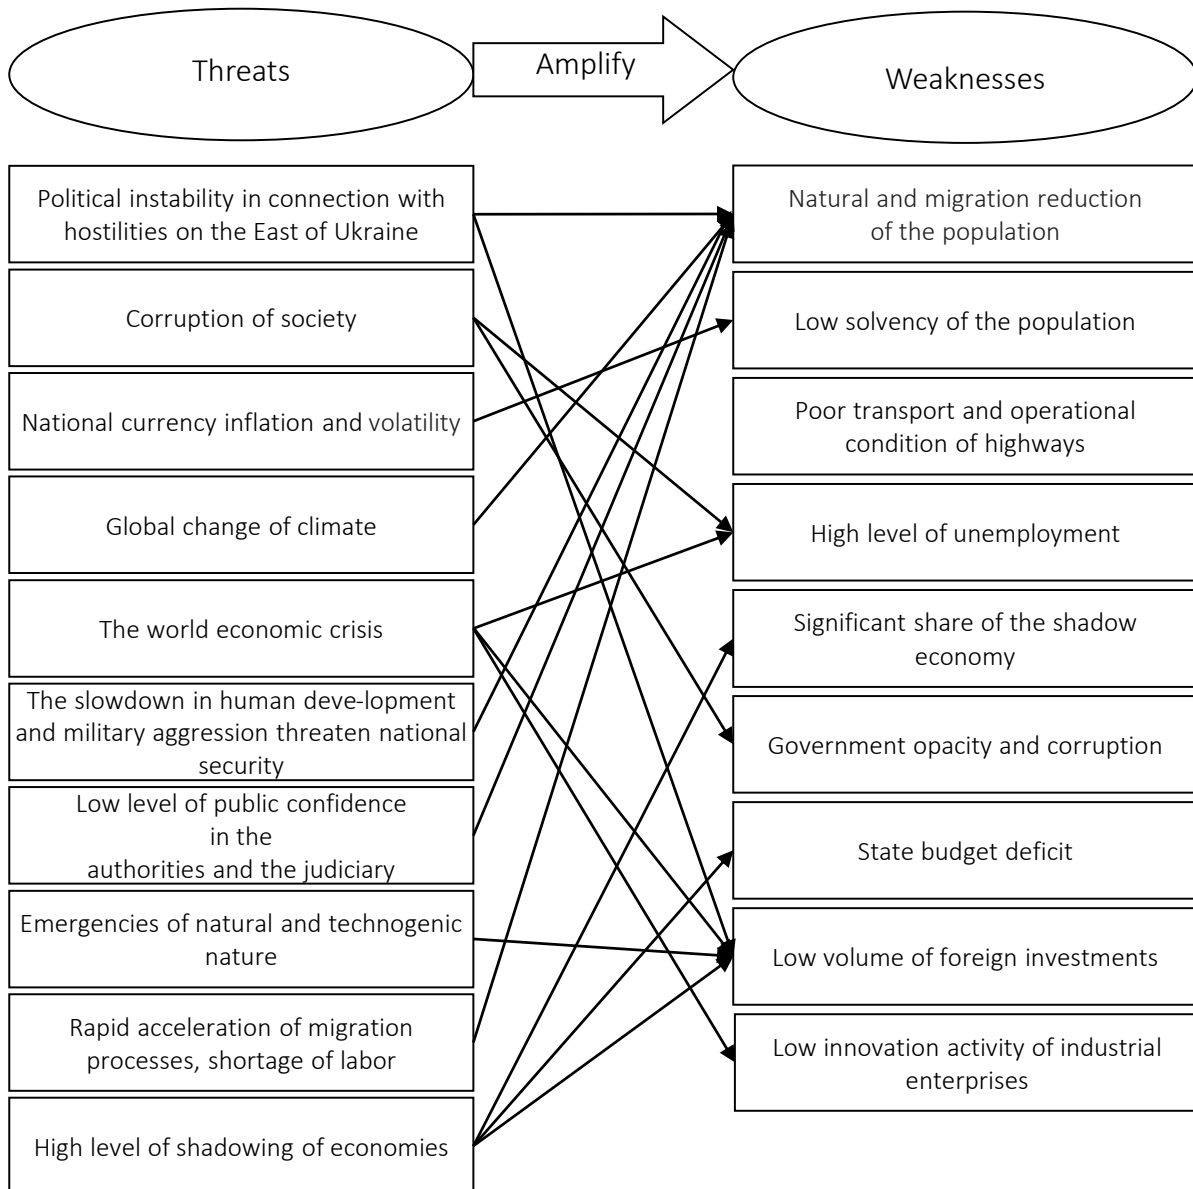 Threats
Amplify
Weaknesses
Political instability in connection with
hostilities on the East of Ukraine
Corruption of society
National currency inflation and volatility
Global change of climate
The world economic crisis
The slowdown in human deve-lopment
and military aggression threaten national
security
Low level of public confidence
in the
authorities and the judiciary
Emergencies of natural and technogenic
nature
Rapid acceleration of migration
processes, shortage of labor
High level of shadowing of economies
Natural and migration reduction
of the population
Low solvency of the population
Poor transport and operational
condition of highways
High level of unemployment
Significant share of the shadow
economy
Government opacity and corruption
State budget deficit
Low volume of foreign investments
Low innovation activity of industrial
enterprises